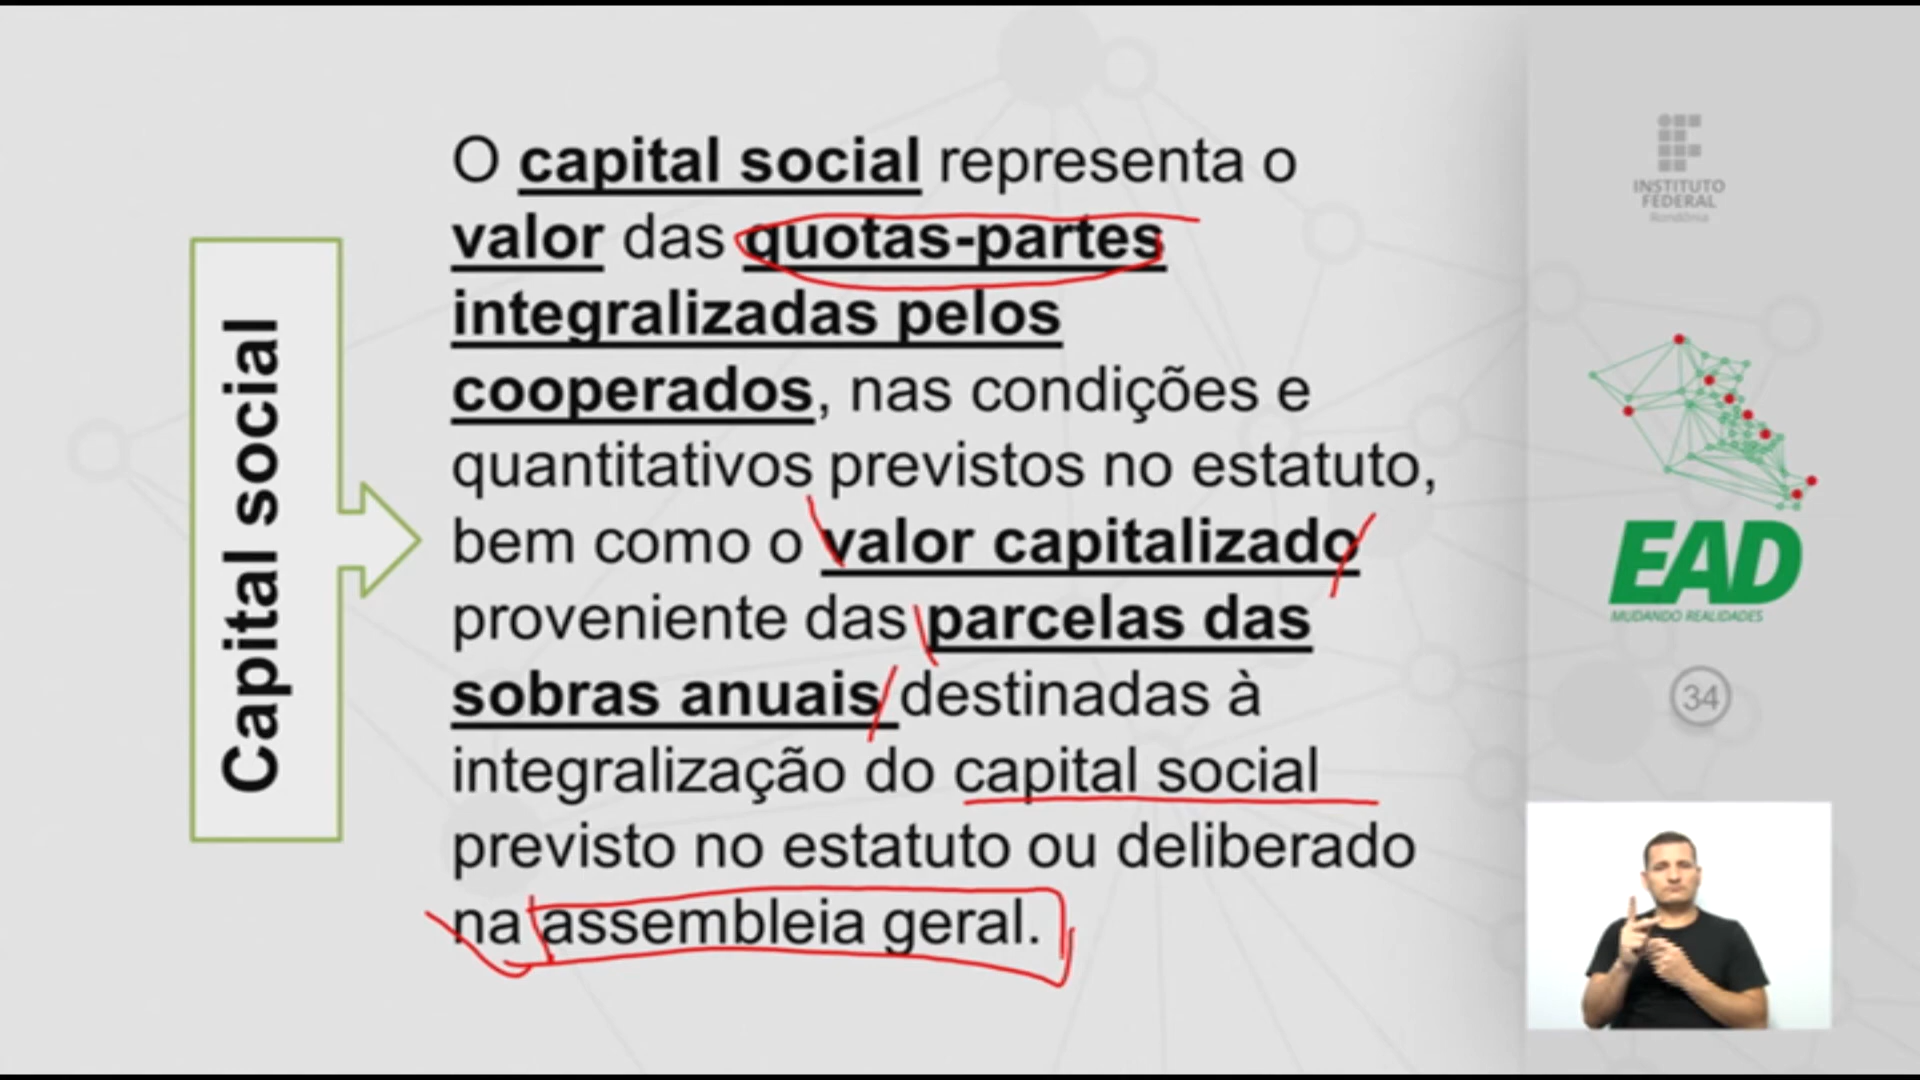 Capital social
O capital social representa o
valor das quotas-partes
integralizadas pelos
cooperados, nas condições e
quantitativos previstos no estatuto,
bem como o valor capitalizado
proveniente das parcelas das
sobras anuais destinadas à
integralização do capital social
previsto no estatuto ou deliberado
na assembleia geral.
INSTITUTO
FEDERAL
Rondônia
EAD
MUDANDO REALIDADES
34